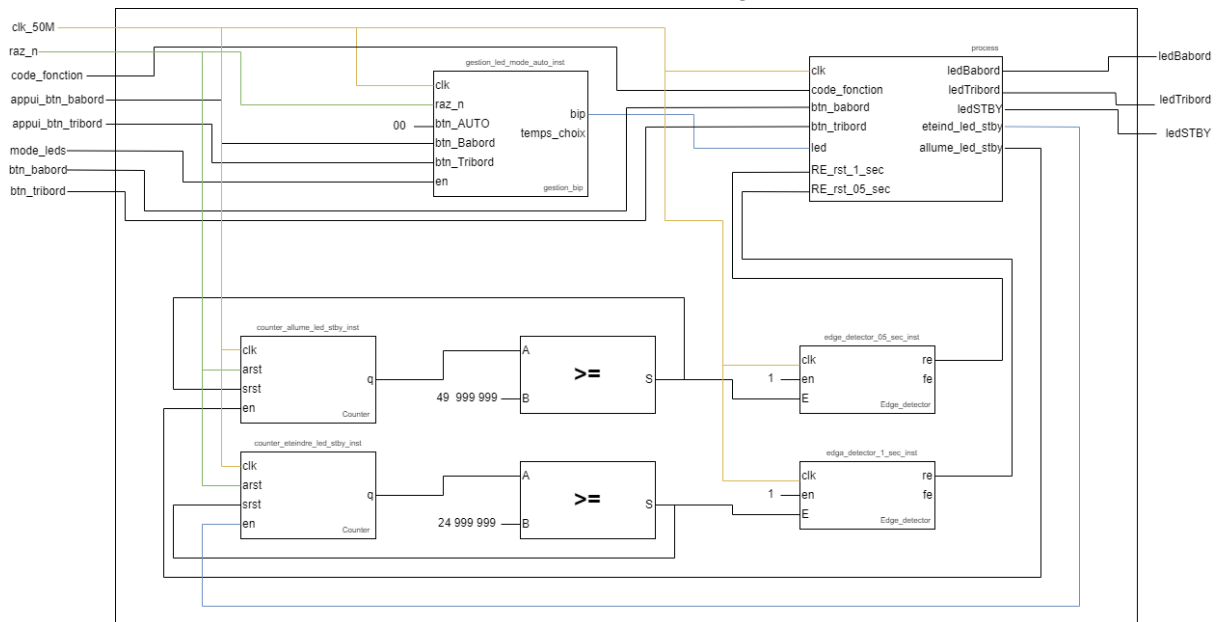 clk_50M
raz_n
code_fonction
appui_btn_babord
appui_btn_tribord
mode_leds
btn_babord
btn_tribord
gestion_led_mode_auto_inst
clk
raz_n
00
btn_AUTO
btn_Babord
btn_Tribord
en
bip
temps_choix
gestion_bip
process
clk
code_fonction
btn_babord
btn_tribord
led
RE_rst_1_sec
RE_rst_05_sec
ledBabord
ledTribord
ledSTBY
eteind_led_stby
allume_led_stby
ledBabord
ledTribord
ledSTBY
counter_allume_led_stby_inst
clk
arst
srst
en
q
Counter
A
>=
S
49 999 999
B
edge_detector_05_sec_inst
clk
1
en
E
re
fe
Edge_detector
counter_eteindre_led_stby_inst
clk
arst
srst
en
q
Counter
A
>=
S
24 999 999
B
edga_detector_1_sec_inst
clk
1
en
E
re
fe
Edge_detector